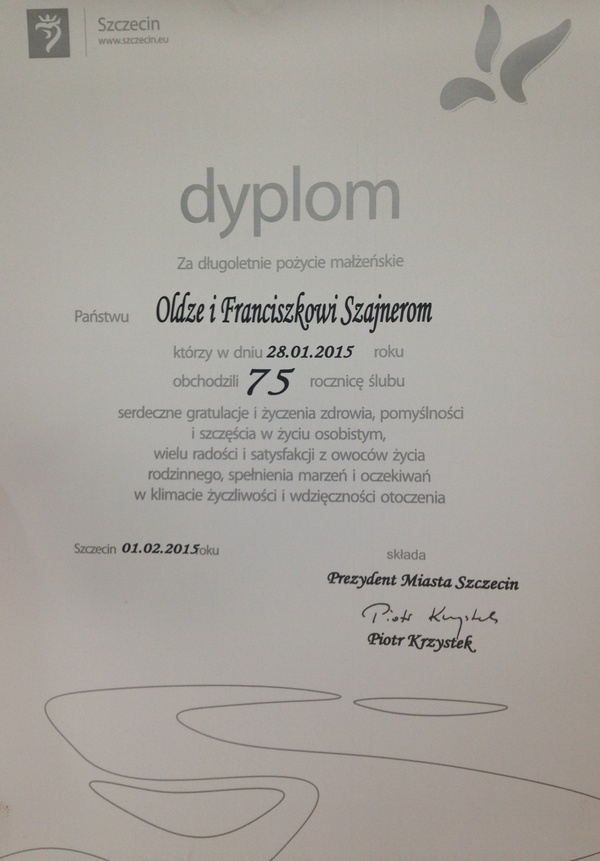 Szczecin
www.szczecin.eu
dyplom
Za długoletnie pożycie małżeńskie
Państwu Oldze i Franciszkowi Szajnerom
którzy w dniu 28.01.2015 roku
obchodzili 75 rocznicę ślubu
serdeczne gratulacje i życzenia zdrowia, pomyślności
i szczęścia w życiu osobistym,
wielu radości i satysfakcji z owoców życia
rodzinnego, spełnienia marzeń i oczekiwań
w klimacie życzliwości i wdzięczności otoczenia
Szczecin 01.02.2015 roku
składa
Prezydent Miasta Szczecin
Piotr Krzystek
Piotr Krzystek